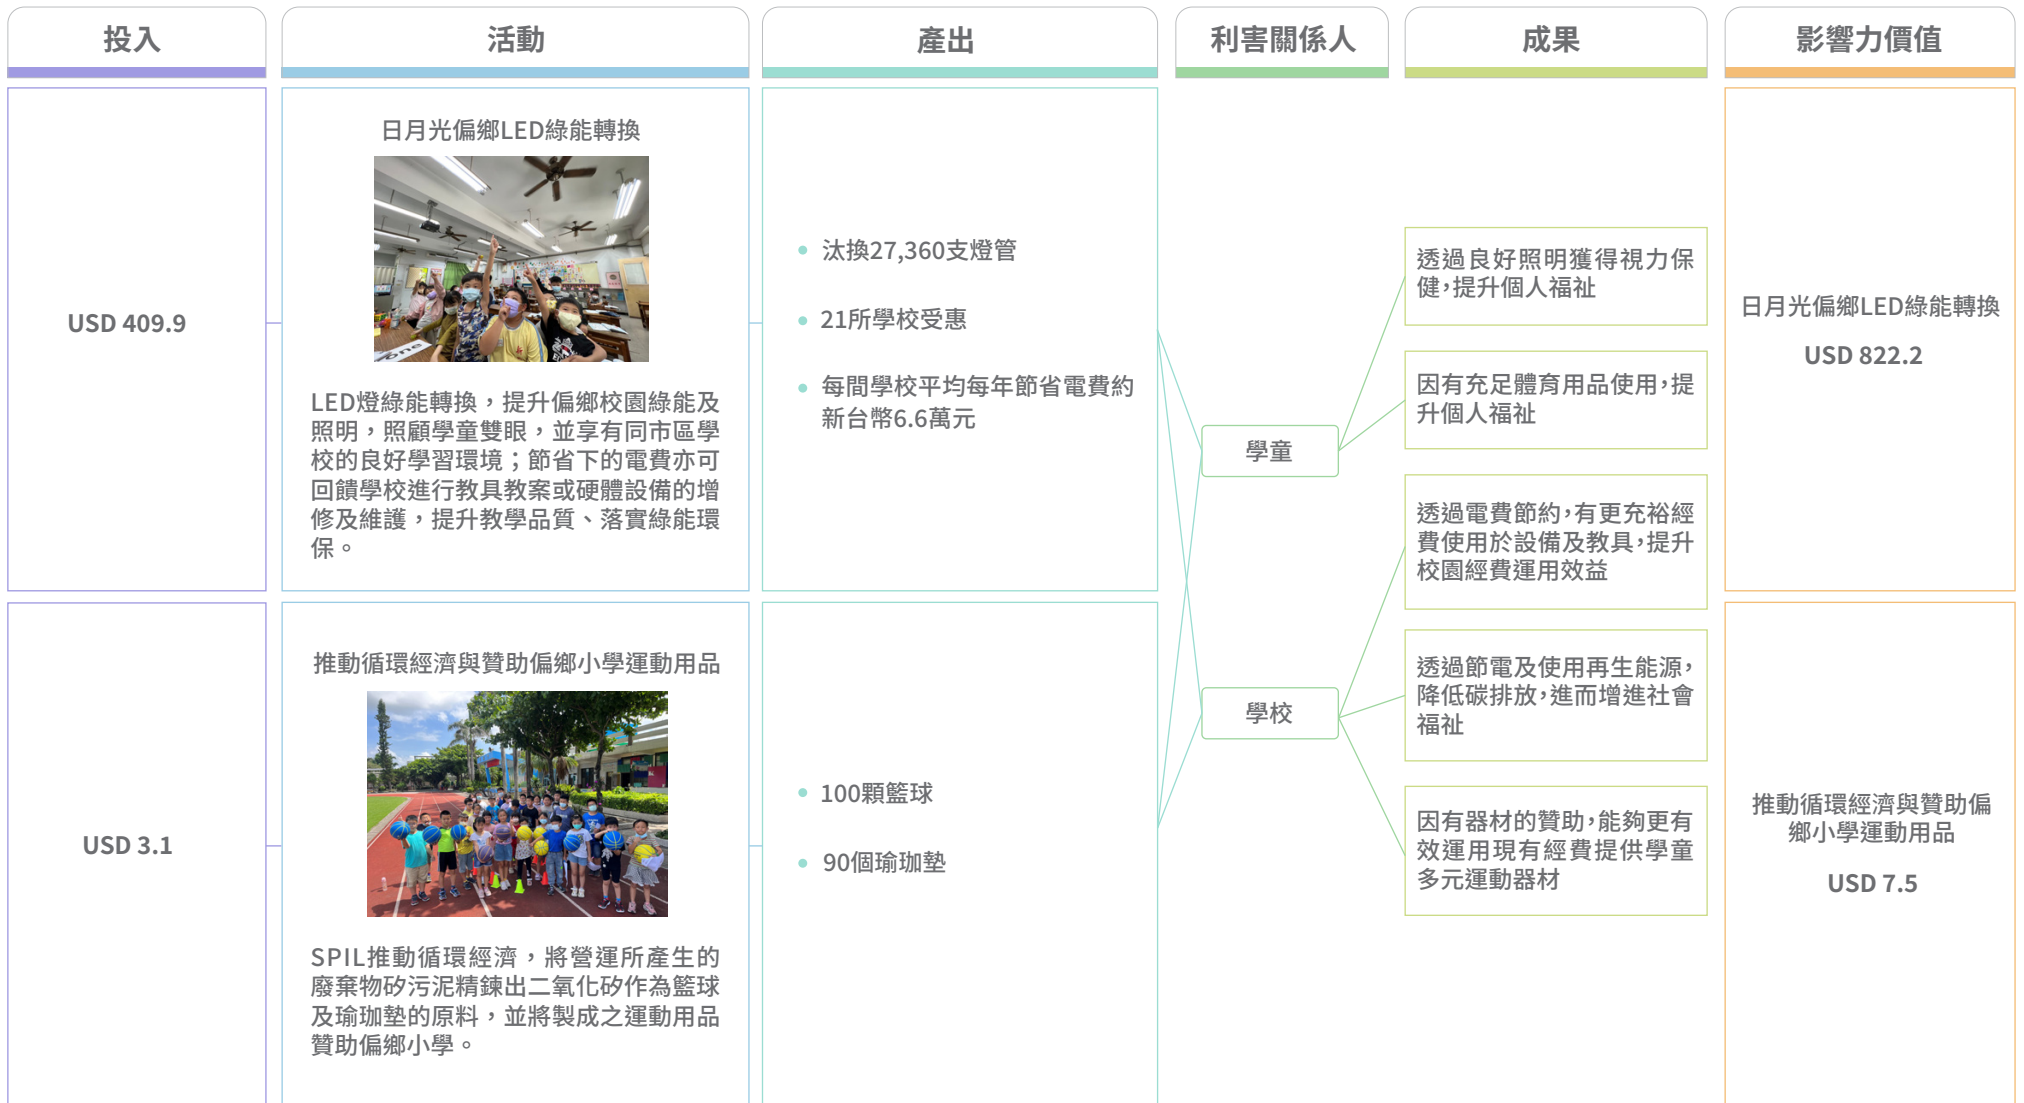 投入
活動
產出
利害關係人
成果
影響力價值
USD 409.9
日月光偏鄉LED綠能轉換
LED燈綠能轉換，提升偏鄉校園綠能及
照明，照顧學童雙眼，並享有同市區學
校的良好學習環境；節省下的電費亦可
回饋學校進行教具教案或硬體設備的增
修及維護，提升教學品質、落實綠能環
保。
• 汰換27,360支燈管
• 21所學校受惠
• 每間學校平均每年節省電費約
新台幣6.6萬元
USD 3.1
推動循環經濟與贊助偏鄉小學運動用品
SPIL推動循環經濟，將營運所產生的
廢棄物矽污泥精鍊出二氧化矽作為籃球
及瑜珈墊的原料，並將製成之運動用品
贊助偏鄉小學。
• 100顆籃球
• 90個瑜珈墊
學童
學校
透過良好照明獲得視力保
健，提升個人福祉
因有充足體育用品使用，提
升個人福祉
透過電費節約，有更充裕經
費使用於設備及教具，提升
校園經費運用效益
透過節電及使用再生能源，
降低碳排放，進而增進社會
福祉
因有器材的贊助，能夠更有
效運用現有經費提供學童
多元運動器材
日月光偏鄉LED綠能轉換
USD 822.2
推動循環經濟與贊助偏
鄉小學運動用品
USD 7.5